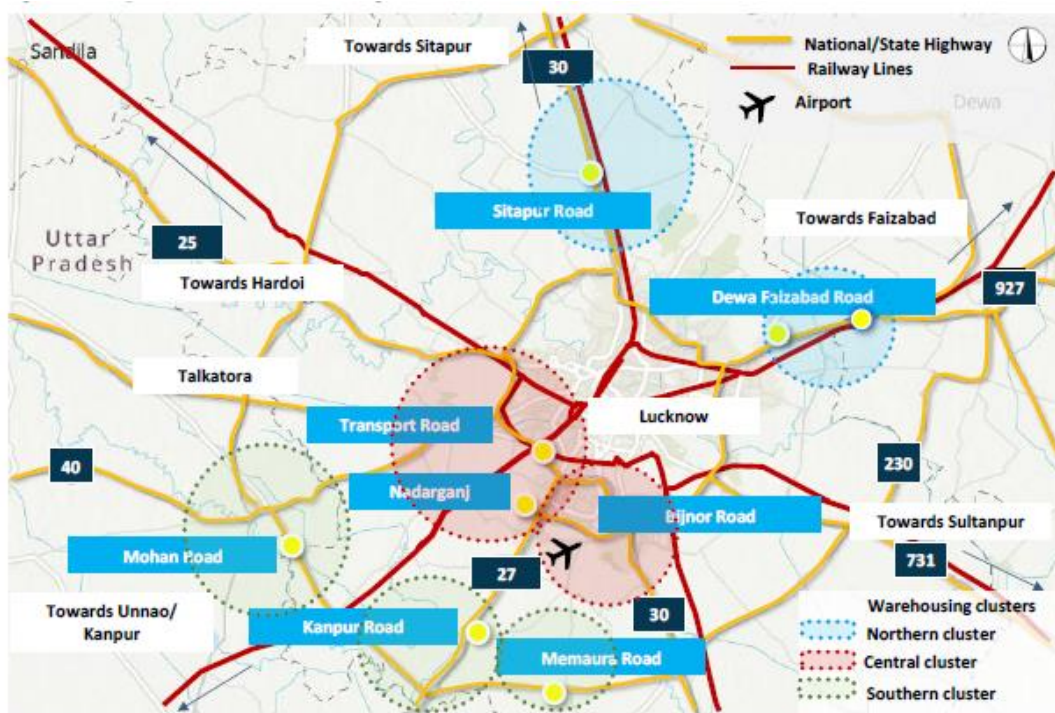 Sandila
Towards Sitapur
30
National/State Highway
Railway Lines
Airport
Dewa
Sitapur Road
Uttar
Pradesh
25
Towards Hardoi
Towards Faizabad
Dewa Faizabad Road
927
Talkatora
Transport Road
Lucknow
40
Nadarganj
Bijnor Road
230
Towards Sultanpur
Mohan Road
27
731
Towards Unnao/
Kanpur
Kanpur Road
30
Memaura Road
Warehousing clusters
Northern cluster
Central cluster
Southern cluster